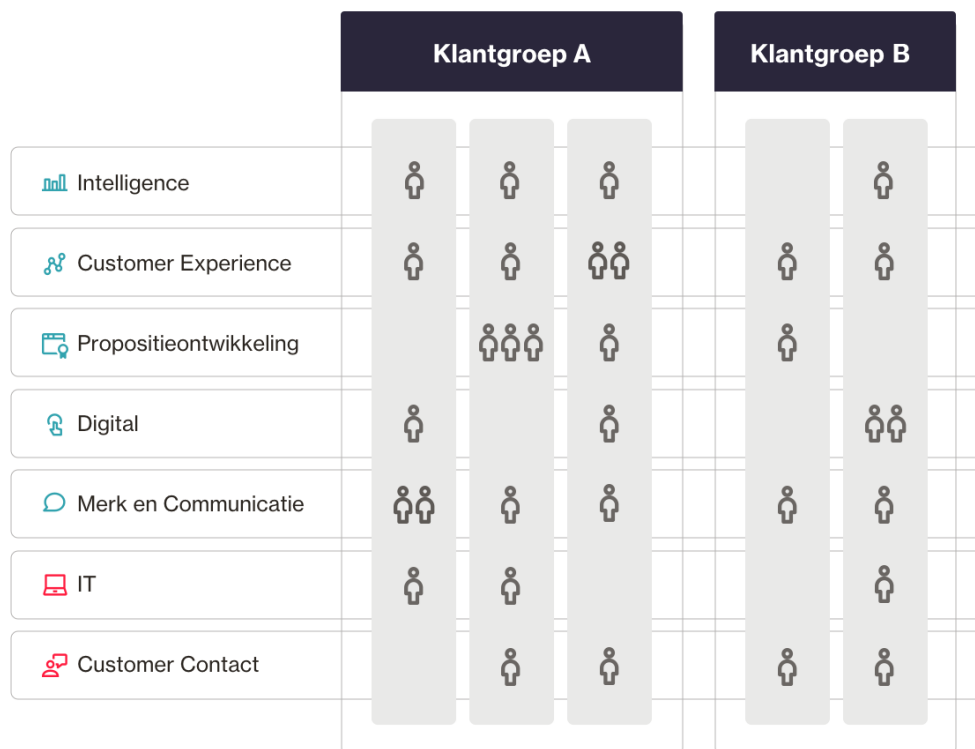 Klantgroep A
Klantgroep B
Intelligence
Customer Experience
Propositieontwikkeling
Digital
Merk en Communicatie
IT
Customer Contact